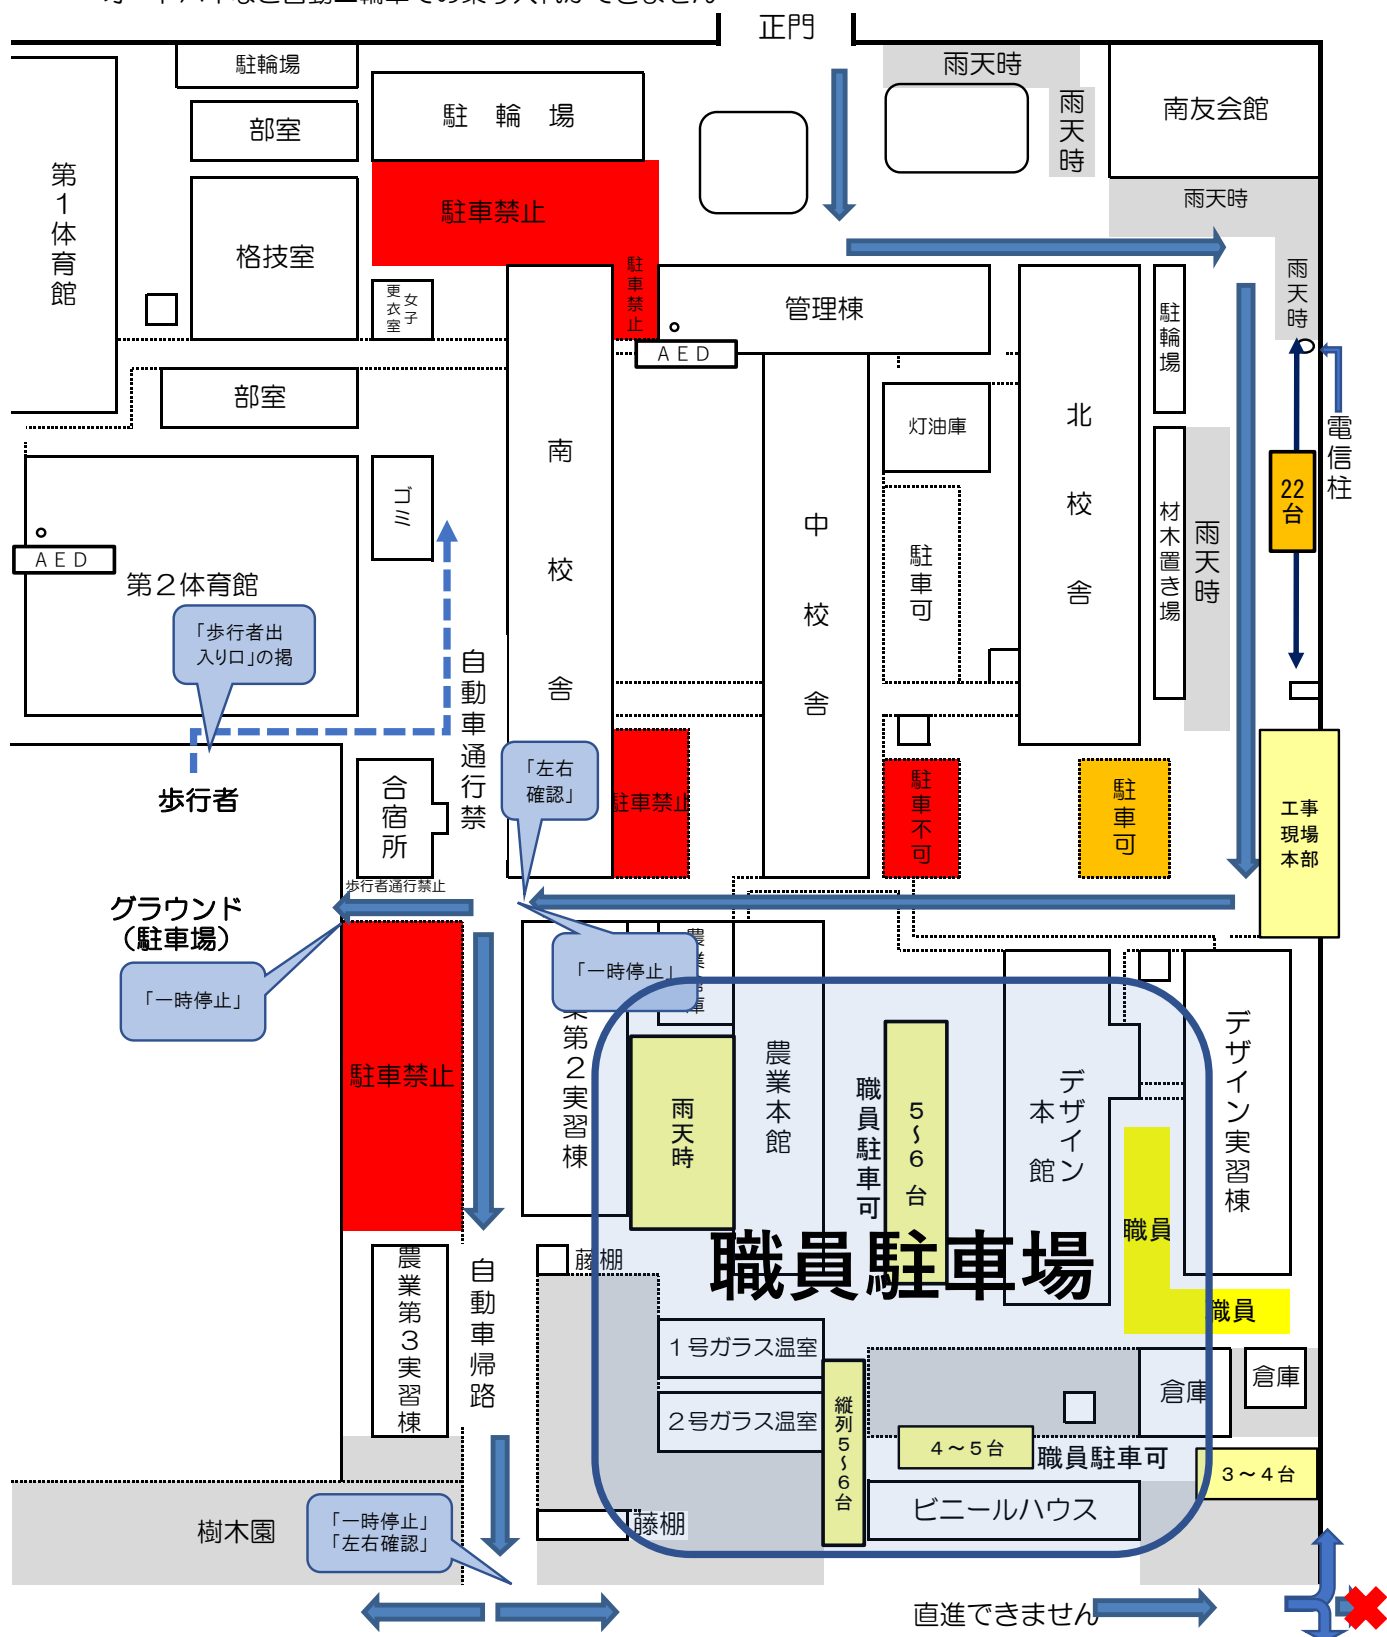 正門
駐輪場
雨天時
駐　輪　場
雨天時
南友会館
部室
第１体育館
雨天時
駐車禁止
格技室
駐車禁止
雨天時
女子
更衣室
管理棟
駐輪場
ＡＥＤ
部室
灯油庫
北校舎
電信柱
南校舎
22
台
ゴミ
中校舎
駐車可
材木置き場
雨天時
ＡＥＤ
第２体育館
「歩行者出
入り口」の掲
自動車通行禁
「左右
確認」
歩行者
合宿所
駐車禁止
駐車不可
駐車可
工事
現場
本部
歩行者通行禁止
グラウンド
（駐車場）
「一時停止」
「一時停止」
業第２実習棟
駐車禁止
雨天時
農業本館
職員駐車可
５～６台
デザイン
本館
デザイン実習棟
職員
職員駐車場
農業第３実習棟
自動車帰路
藤棚
職員
１号ガラス温室
倉庫
倉庫
２号ガラス温室
縦列５～６台
４～５台
職員駐車可
３～４台
樹木園
「一時停止」
「左右確認」
藤棚
ビニールハウス
直進できません